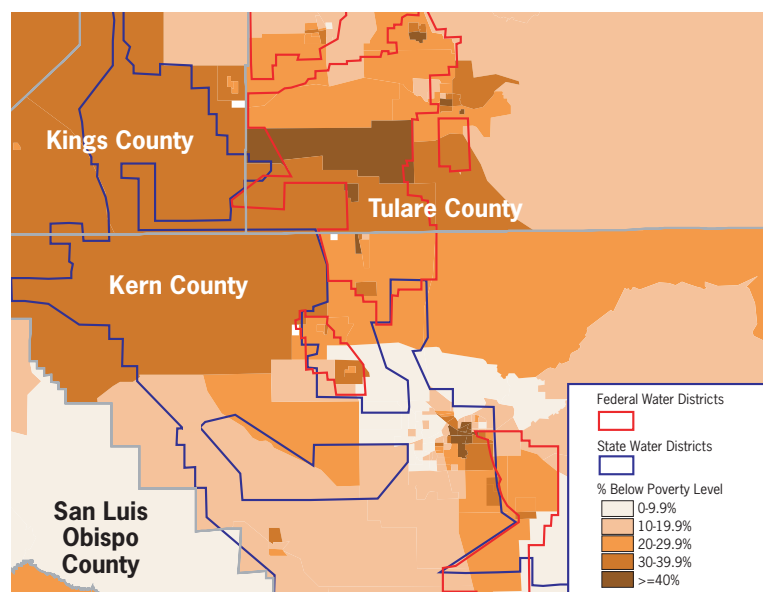 Kings County
Tulare County
Kern County
San Luis
Obispo
County
Federal Water Districts
State Water Districts
% Below Poverty Level
0-9.9%
10-19.9%
20-29.9%
30-39.9%
>=40%